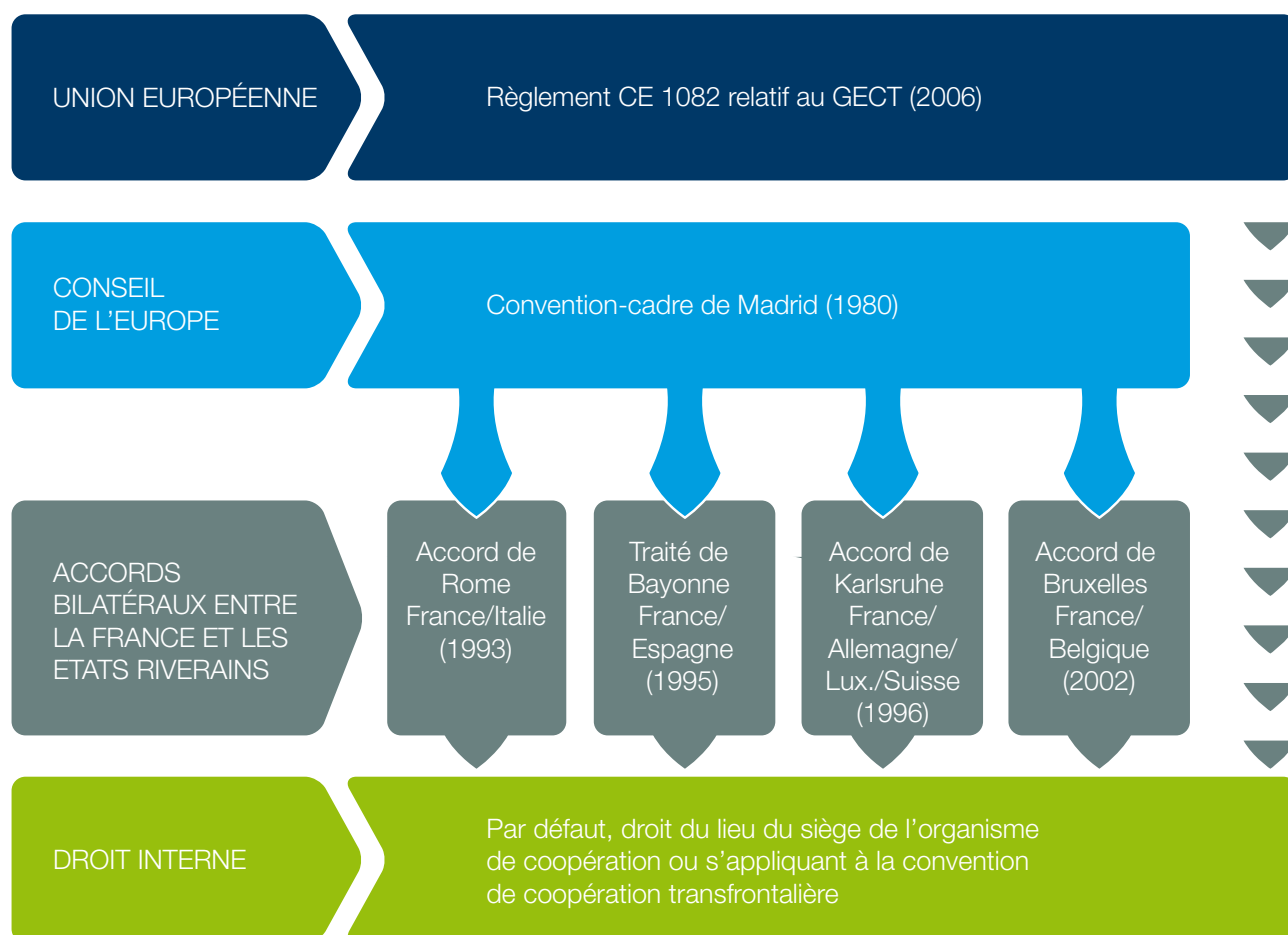 UNION EUROPÉENNE
Règlement CE 1082 relatif au GECT (2006)
CONSEIL
DE L’EUROPE
Convention-cadre de Madrid (1980)
ACCORDS
BILATÉRAUX ENTRE
LA FRANCE ET LES
ETATS RIVERAINS
Accord de
Rome
France/Italie
(1993)
Traité de
Bayonne
France/
Espagne
(1995)
Accord de
Karlsruhe
France/
Allemagne/
Lux./Suisse
(1996)
Accord de
Bruxelles
France/
Belgique
(2002)
DROIT INTERNE
Par défaut, droit du lieu du siège de l’organisme
de coopération ou s’appliquant à la convention
de coopération transfrontalière